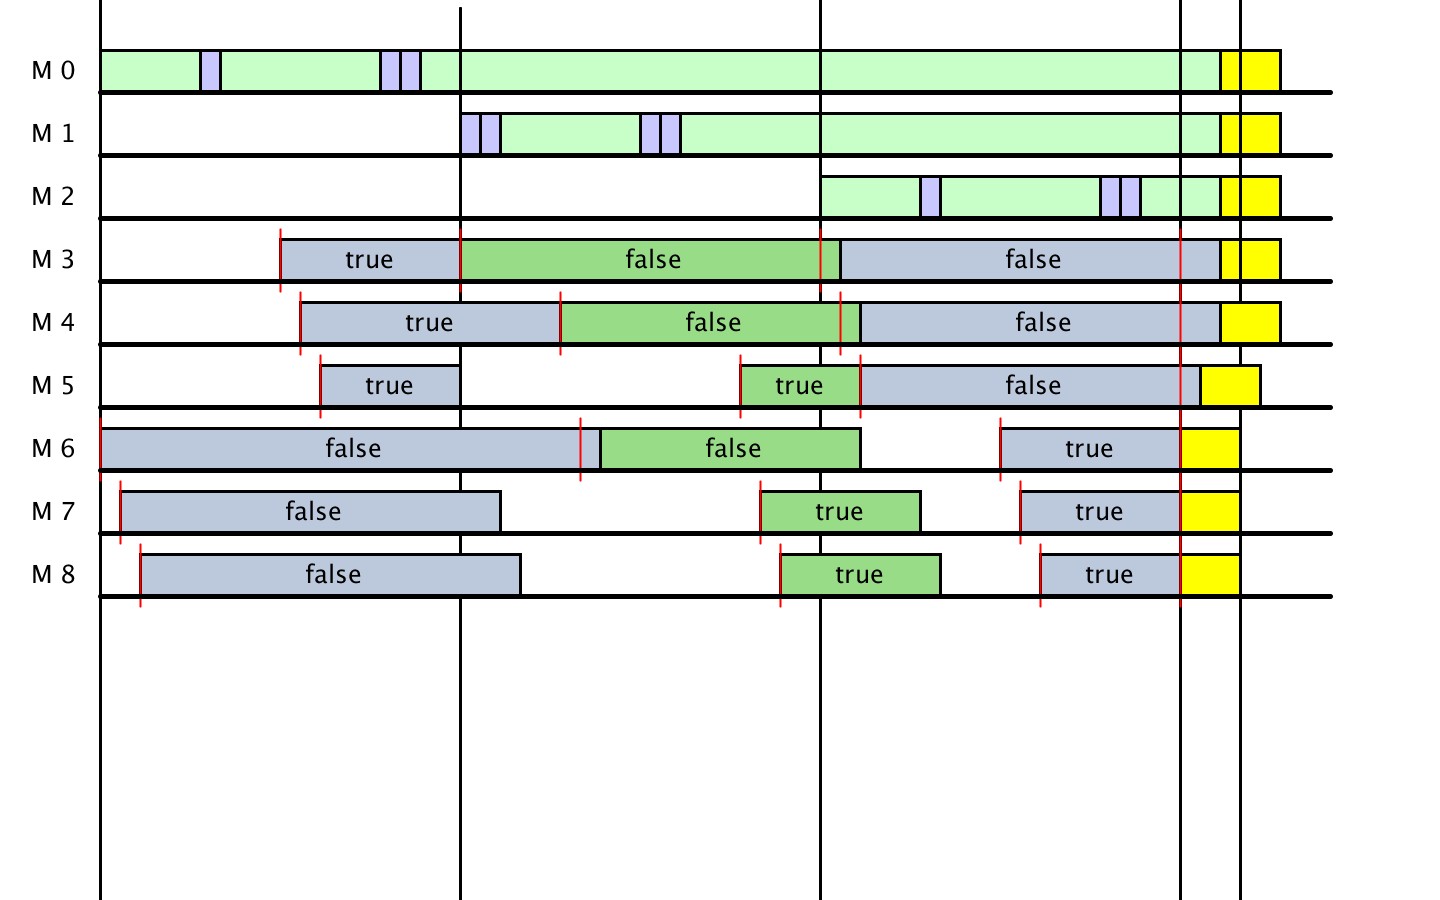 M 0
M 1
M 2
M 3 true false false
M 4 true false false
M 5 true true false
M 6 false false true
M 7 false true true
M 8 false true true